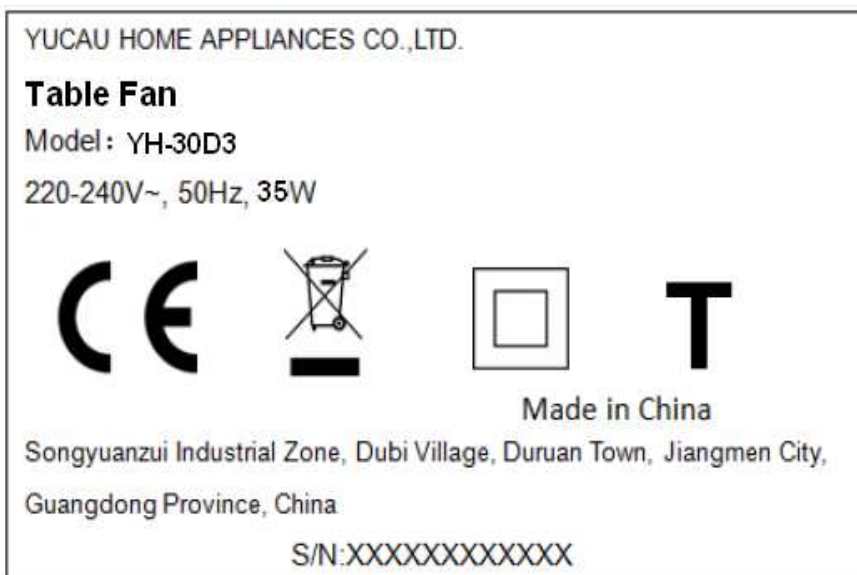 YUCAU HOME APPLIANCES CO.,LTD.
Table Fan
Model：YH-30D3
220-240V~, 50Hz, 35W
CE
T
Made in China
Songyuanzui Industrial Zone, Dubi Village, Duruan Town, Jiangmen City,
Guangdong Province, China
S/N:XXXXXXXXXXXX